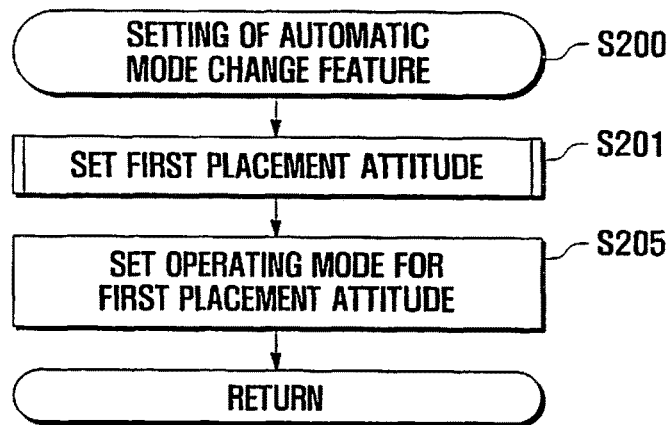 SETTING OF AUTOMATIC
MODE CHANGE FEATURE
S200
SET FIRST PLACEMENT ATTITUDE
S201
SET OPERATING MODE FOR
FIRST PLACEMENT ATTITUDE
S205
RETURN